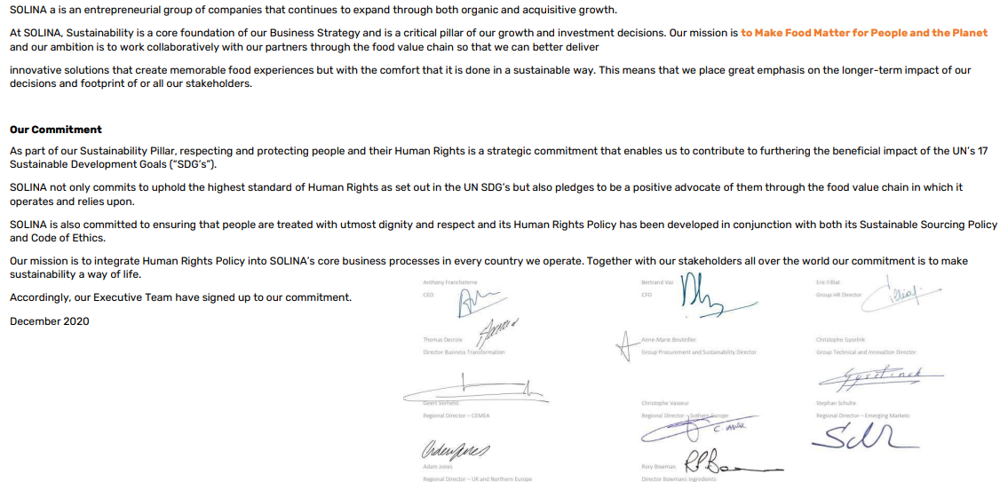 SOLINA a is an entrepreneurial group of companies that continues to expand through both organic and acquisitive growth.
At SOLINA, Sustainability is a core foundation of our Business Strategy and is a critical pillar of our growth and investment decisions. Our mission is to Make Food Matter for People and the Planet
and our ambition is to work collaboratively with our partners through the food value chain so that we can better deliver
innovative solutions that create memorable food experiences but with the comfort that it is done in a sustainable way. This means that we place great emphasis on the longer-term impact of our
decisions and footprint of or all our stakeholders.
Our Commitment
As part of our Sustainability Pillar, respecting and protecting people and their Human Rights is a strategic commitment that enables us to contribute to furthering the beneficial impact of the UN's 17
Sustainable Development Goals ("SDG's").
SOLINA not only commits to uphold the highest standard of Human Rights as set out in the UN SDG's but also pledges to be a positive advocate of them through the food value chain in which it
operates and relies upon.
SOLINA is also committed to ensuring that people are treated with utmost dignity and respect and its Human Rights Policy has been developed in conjunction with both its Sustainable Sourcing Policy
and Code of Ethics.
Our mission is to integrate Human Rights Policy into SOLINA's core business processes in every country we operate. Together with our stakeholders all over the world our commitment is to make
sustainability a way of life.
Accordingly, our Executive Team have signed up to our commitment.
December 2020
Anthony Francheterre
CEO
Bertrand Vaz
CFO
Eric Filliat
Group HR Director
Thomas Decroix
Director Business Transformation
Anne-Marie Bouteiller
Group Procurement and Sustainability Director
Christophe Gyselink
Group Technical and Innovation Director
Geert
Regional Director – CEMEA
Christophe Vasseur
Regional Director – Sothern Europe
Stephan Schulte
Regional Director – Emerging Markets
Adam Jones
Regional Director – UK and Northern Europe
Rory Bowman
Director Bowmans Ingredients